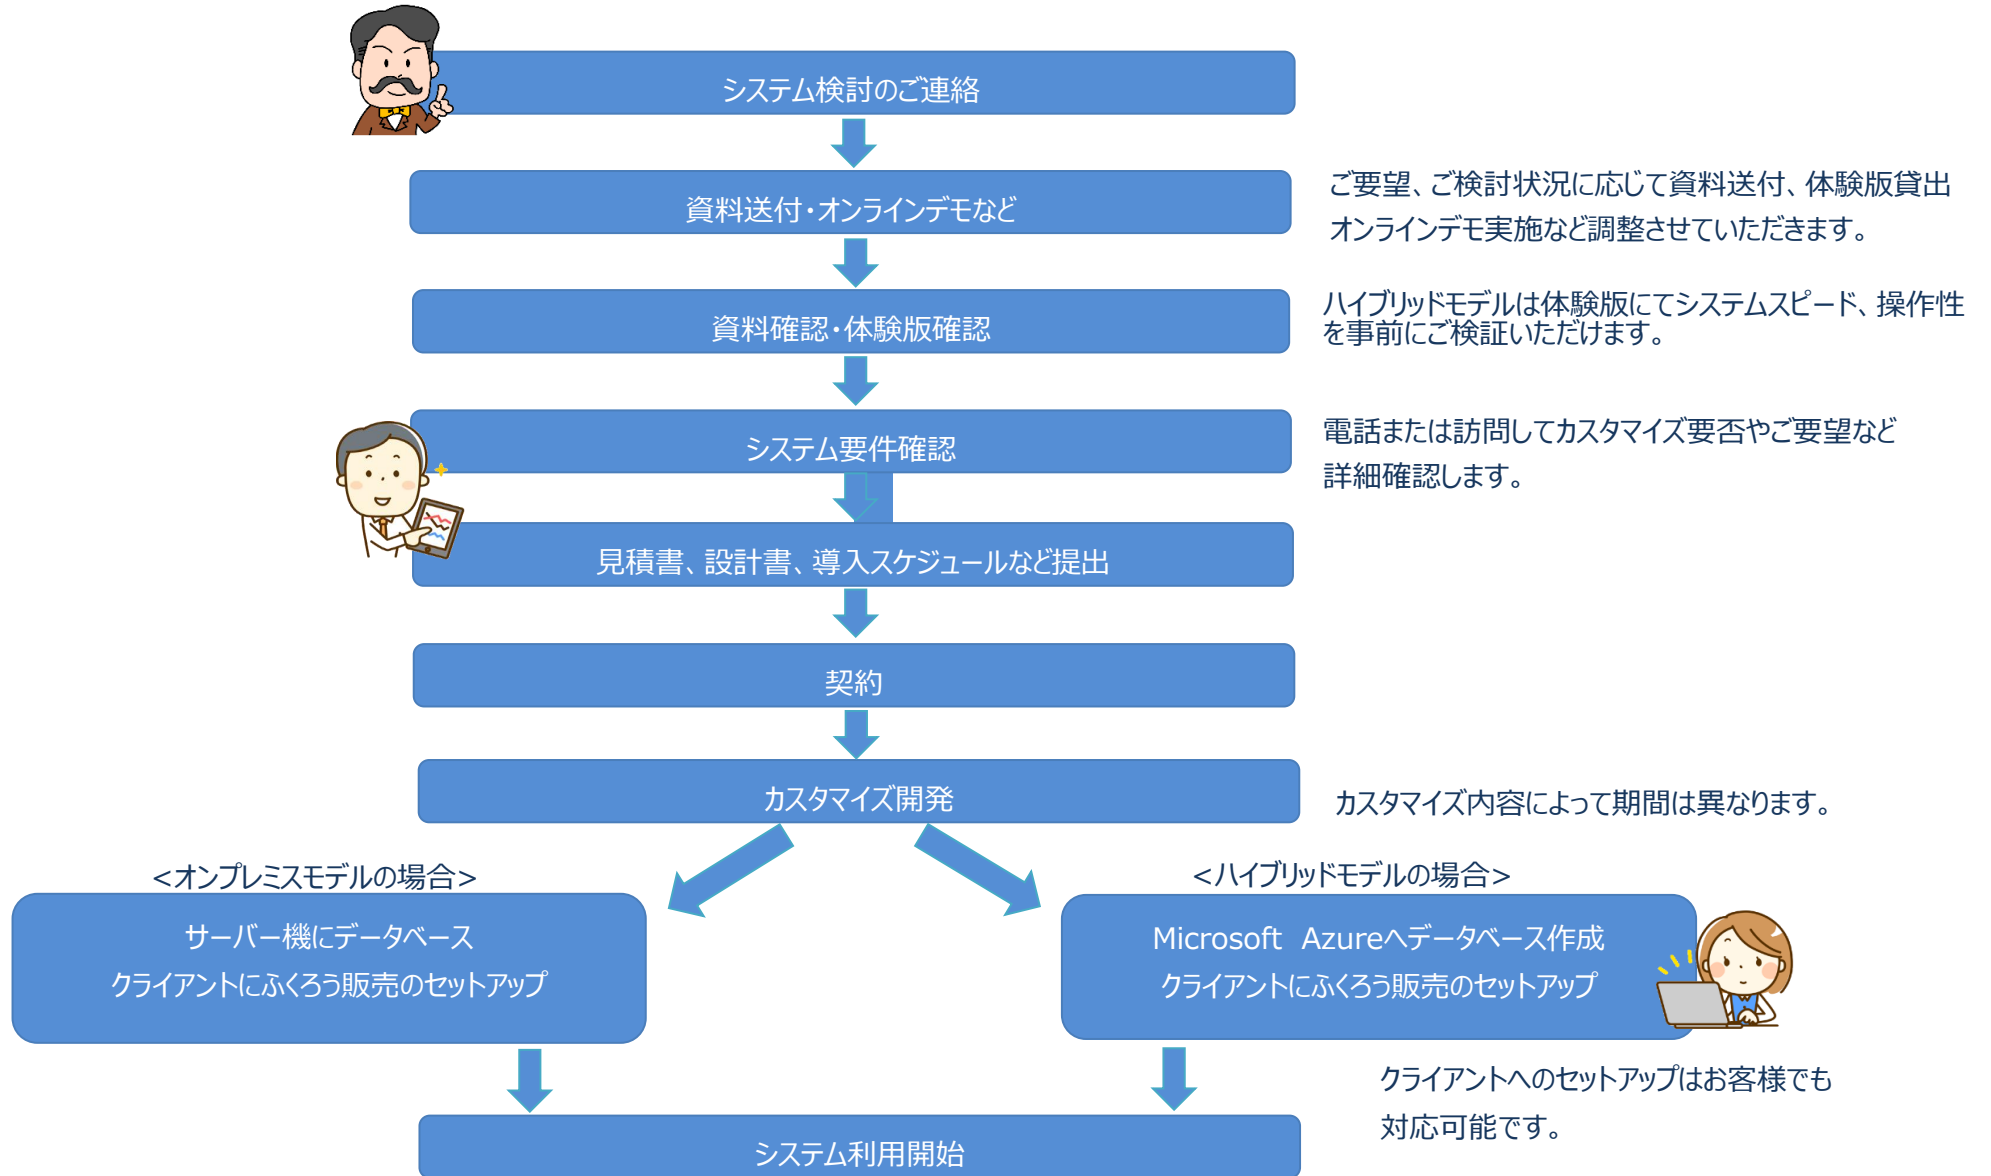 システム検討のご連絡
資料送付・オンラインデモなど
ご要望、ご検討状況に応じて資料送付、体験版貸出
オンラインデモ実施など調整させていただきます。
資料確認・体験版確認
ハイブリッドモデルは体験版にてシステムスピード、操作性
を事前にご検証いただけます。
システム要件確認
電話または訪問してカスタマイズ要否やご要望など
詳細確認します。
見積書、設計書、導入スケジュールなど提出
契約
カスタマイズ開発
カスタマイズ内容によって期間は異なります。
<オンプレミスモデルの場合>
サーバー機にデータベース
クライアントにふくろう販売のセットアップ
<ハイブリッドモデルの場合>
Microsoft Azureへデータベース作成
クライアントにふくろう販売のセットアップ
クライアントへのセットアップはお客様でも
対応可能です。
システム利用開始